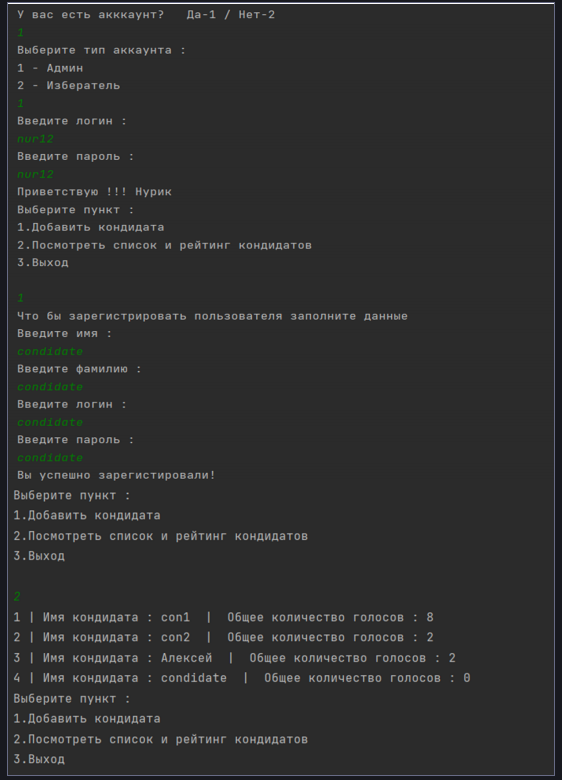 У вас есть акккаунт?   Да-1 / Нет-2
1
Выберите тип аккаунта :
1 - Админ
2 - Избератель
1
Введите логин :
nur12
Введите пароль :
nur12
Приветствую !!! Нурик
Выберите пункт :
1.Добавить кондидата
2.Посмотреть список и рейтинг кондидатов
3.Выход
1
Что бы зарегистрировать пользователя заполните данные
Введите имя :
condidate
Введите фамилию :
condidate
Введите логин :
condidate
Введите пароль :
condidate
Вы успешно зарегистировали!
Выберите пункт :
1.Добавить кондидата
2.Посмотреть список и рейтинг кондидатов
3.Выход
2
1 | Имя кондидата : con1  |  Общее количество голосов : 8
2 | Имя кондидата : con2  |  Общее количество голосов : 2
3 | Имя кондидата : Алексей  |  Общее количество голосов : 2
4 | Имя кондидата : condidate  |  Общее количество голосов : 0
Выберите пункт :
1.Добавить кондидата
2.Посмотреть список и рейтинг кондидатов
3.Выход